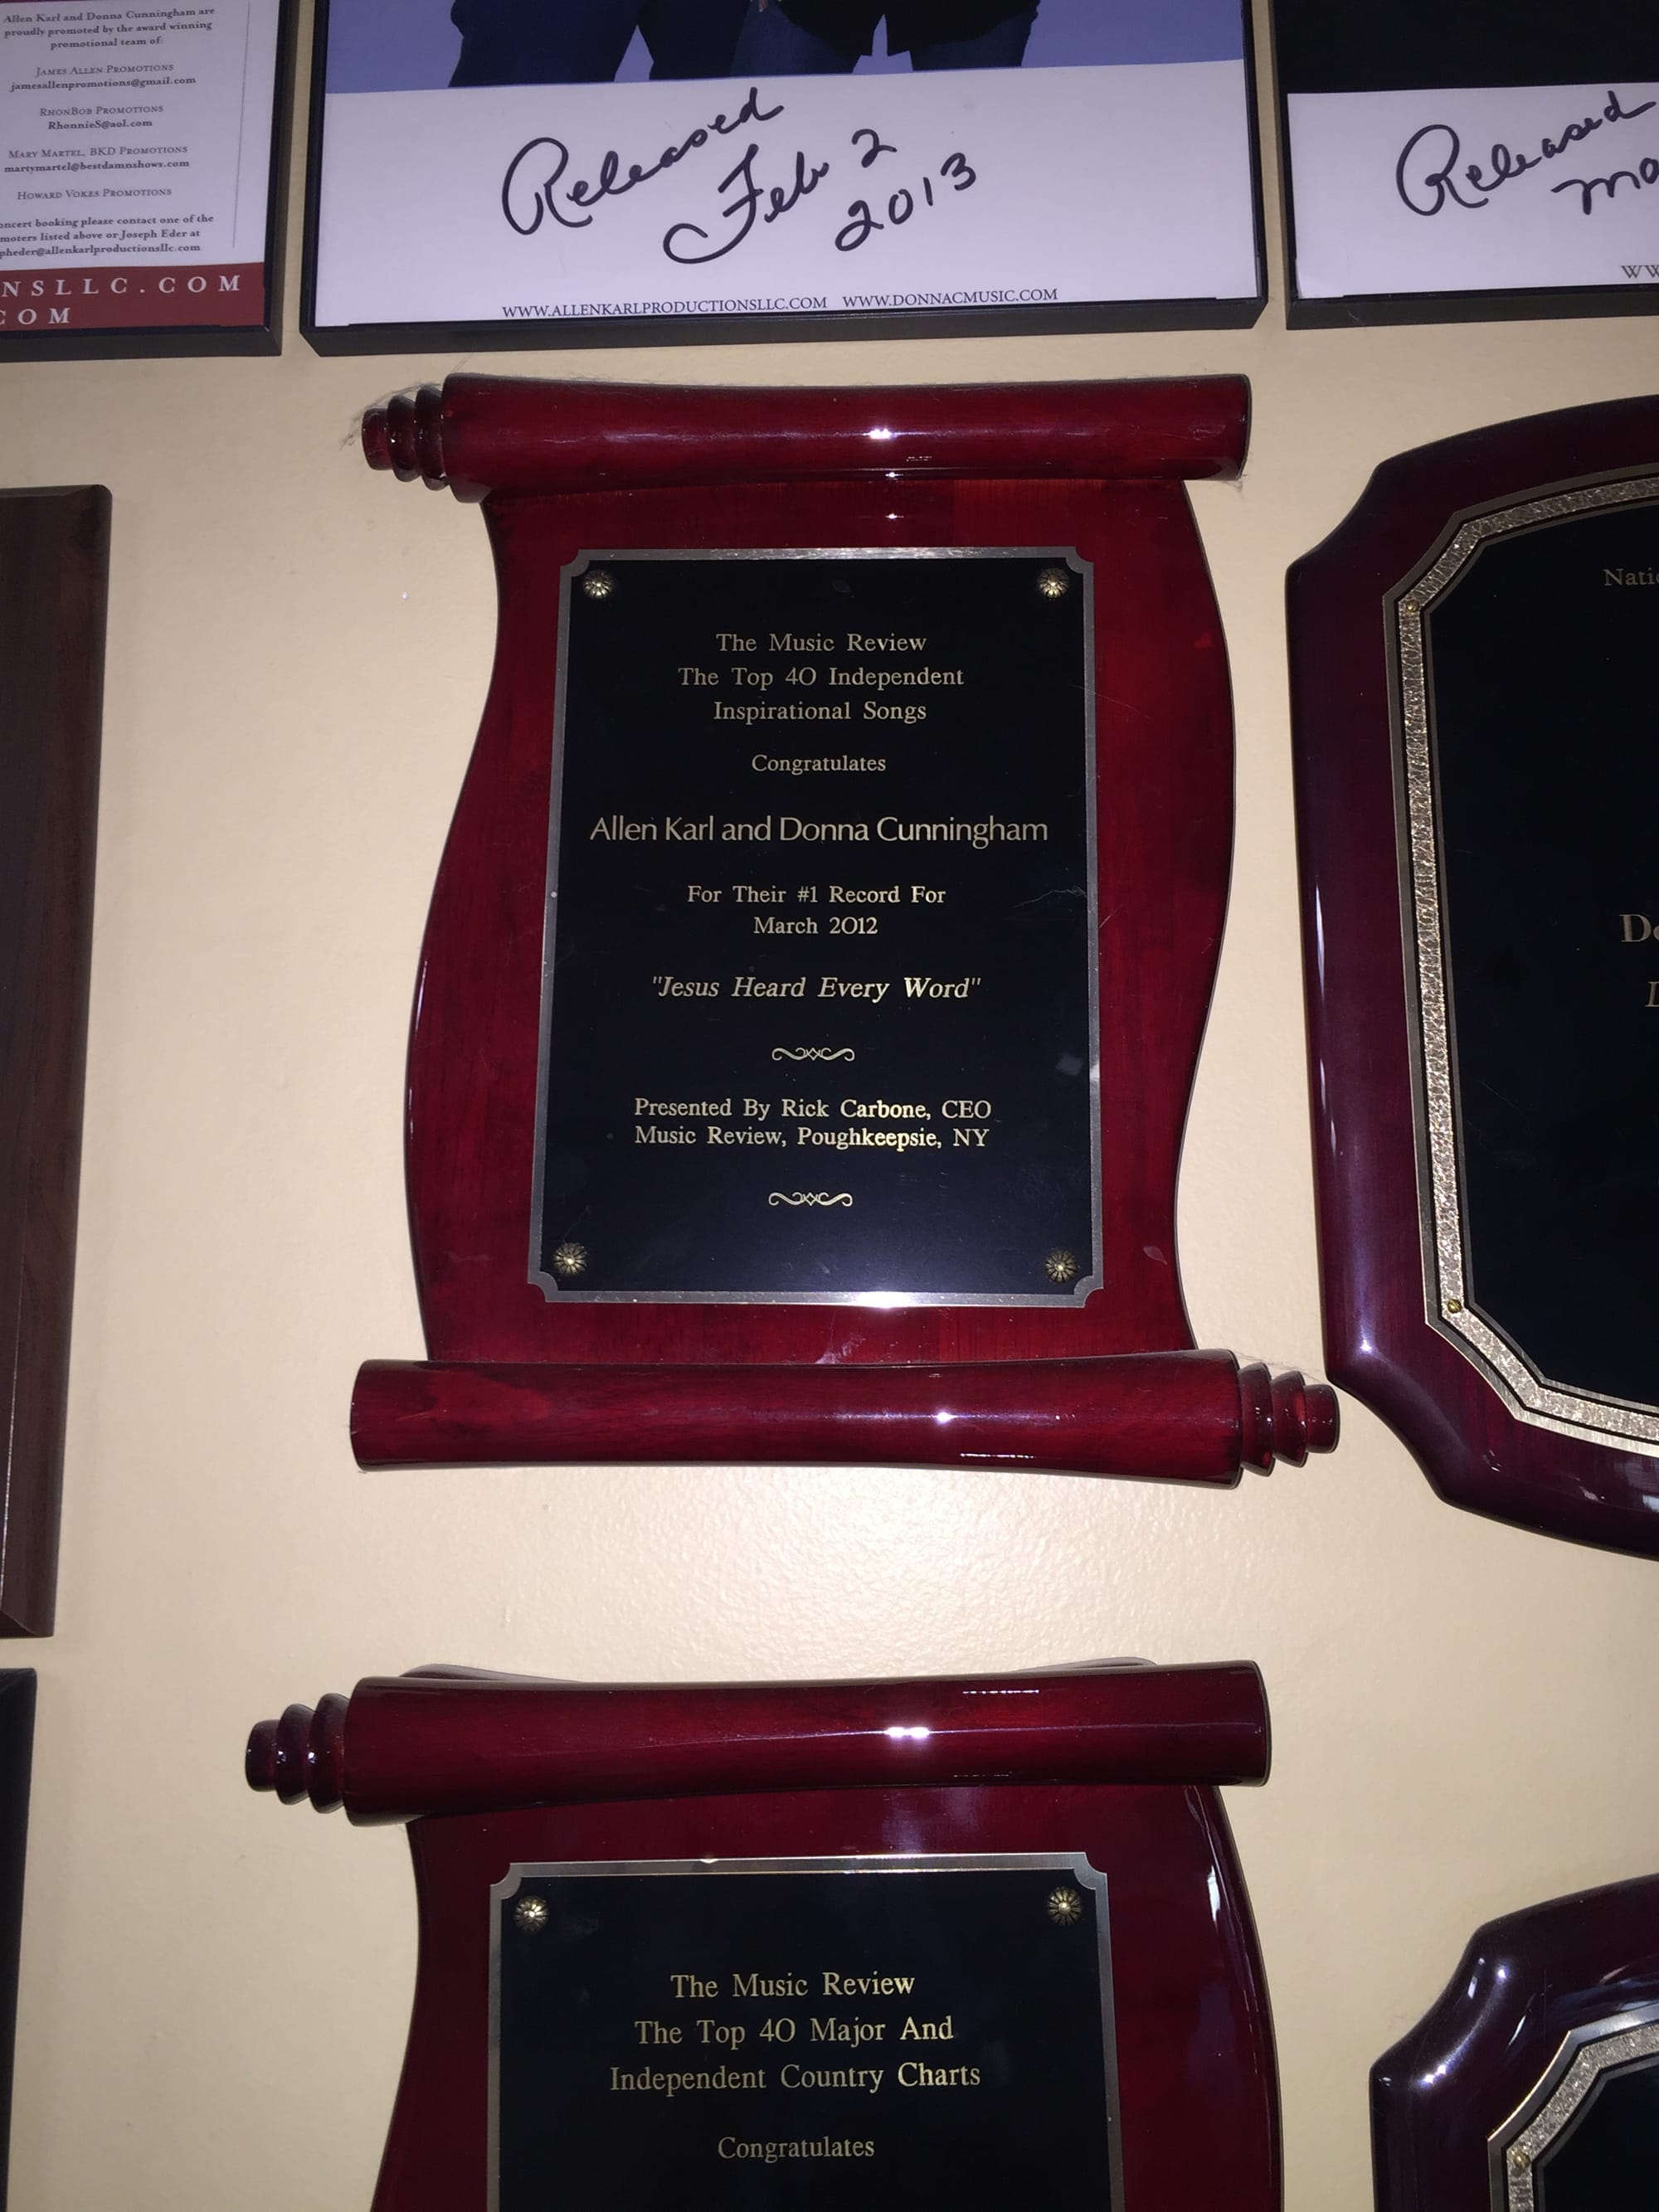 Allen Karl and Donna Cunningham are
proudly promoted by the award winning
promotional team of:
James Allen Promotions
jamesallenpromotions@gmail.com
RhonBob Promotions
RhonnieS@aol.com
Mary Martel, BKD Promotions
martymartel@bestdamnshows.com
Howard Vokes Promotions
oncert booking please contact one of the
moters listed above or Joseph Eder at
pheder@allenkarlproductionsllc.com
NSLLC.COM
COM
Released
Feb 2
2013
WWW.ALLENKARLPRODUCTIONSLLC.COM WWW.DONNACMUSIC.COM
Released
The Music Review
The Top 40 Independent
Inspirational Songs
Congratulates
Allen Karl and Donna Cunningham
For Their #1 Record For
March 2012
"Jesus Heard Every Word"
Presented By Rick Carbone, CEO
Music Review, Poughkeepsie, NY
The Music Review
The Top 40 Major And
Independent Country Charts
Congratulates